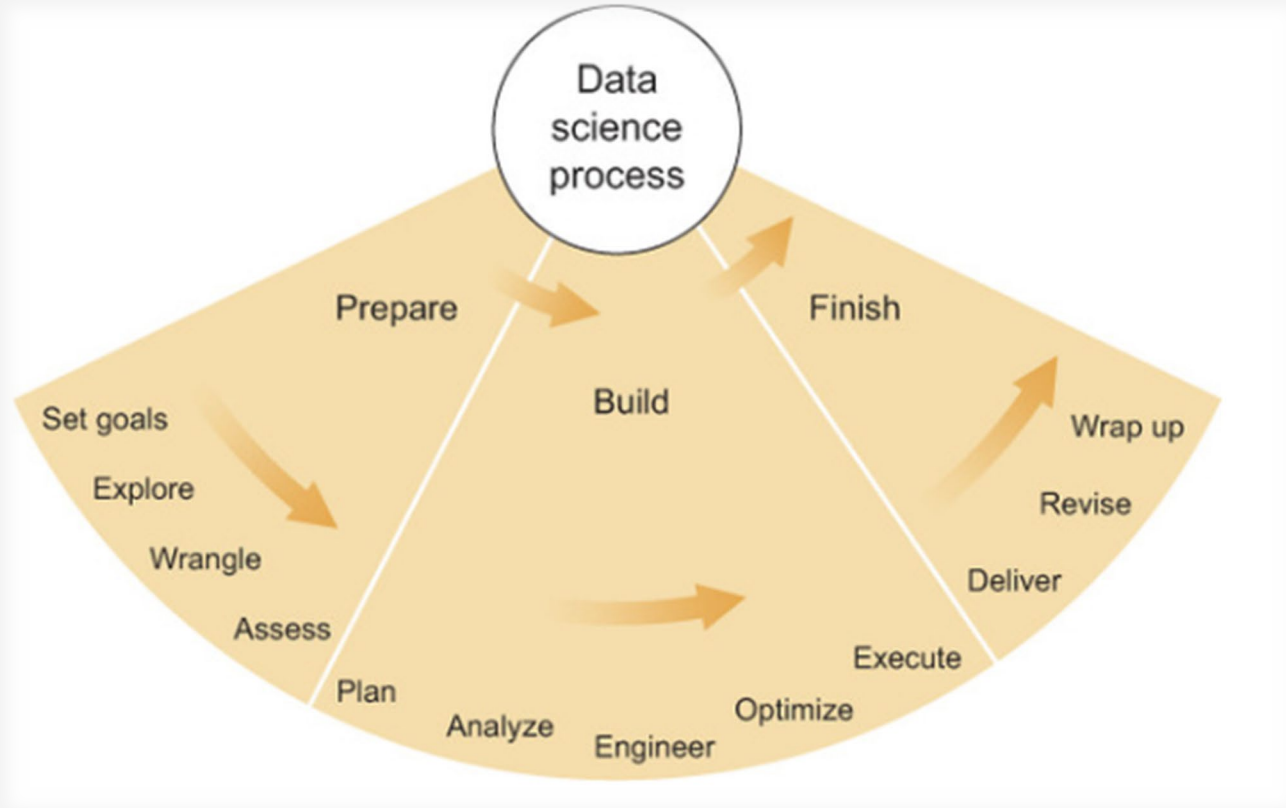 Data
science
process
Prepare
Finish
Build
Set goals
Explore
Wrangle
Assess
Plan
Analyze
Engineer
Optimize
Execute
Deliver
Revise
Wrap up